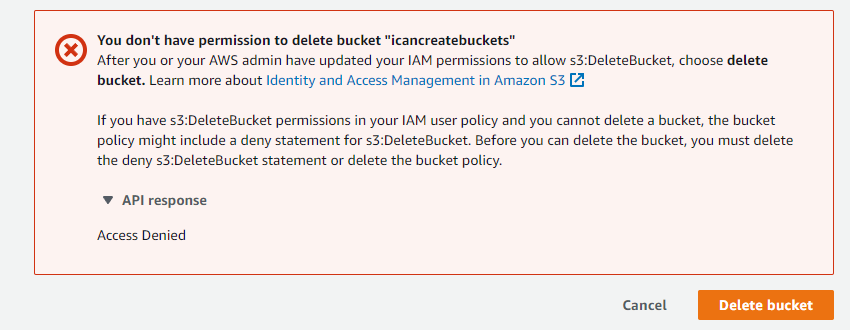 You don't have permission to delete bucket "icancreatebuckets"
After you or your AWS admin have updated your IAM permissions to allow s3:DeleteBucket, choose delete
bucket. Learn more about Identity and Access Management in Amazon S3
If you have s3:DeleteBucket permissions in your IAM user policy and you cannot delete a bucket, the bucket
policy might include a deny statement for s3:DeleteBucket. Before you can delete the bucket, you must delete
the deny s3:DeleteBucket statement or delete the bucket policy.
API response
Access Denied
Cancel Delete bucket